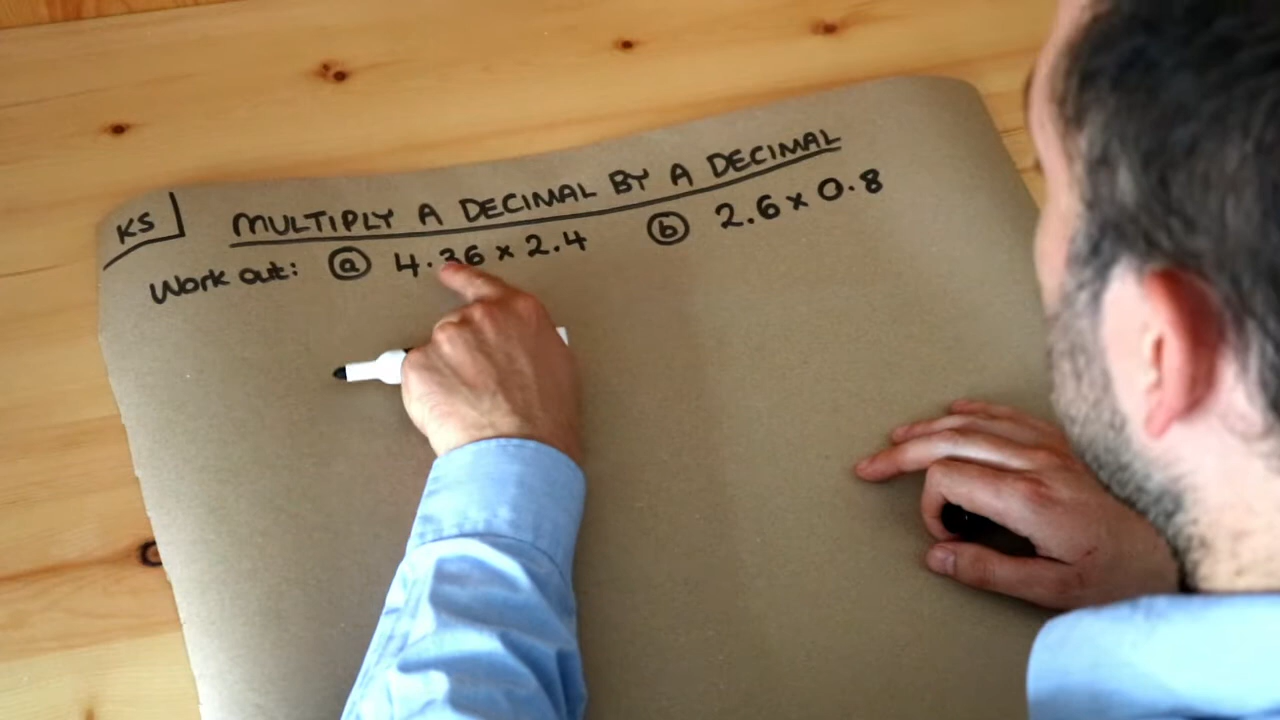 KS
MULTIPLY A DECIMAL BY A DECIMAL
Work out: ⓐ 4.36 × 2.4 ⓑ 2.6 × 0.8